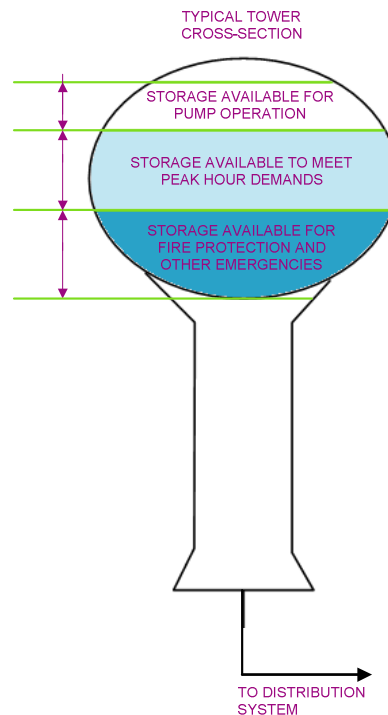 TYPICAL TOWER
CROSS-SECTION
STORAGE AVAILABLE FOR
PUMP OPERATION
STORAGE AVAILABLE TO MEET
PEAK HOUR DEMANDS
STORAGE AVAILABLE FOR
FIRE PROTECTION AND
OTHER EMERGENCIES
TO DISTRIBUTION
SYSTEM